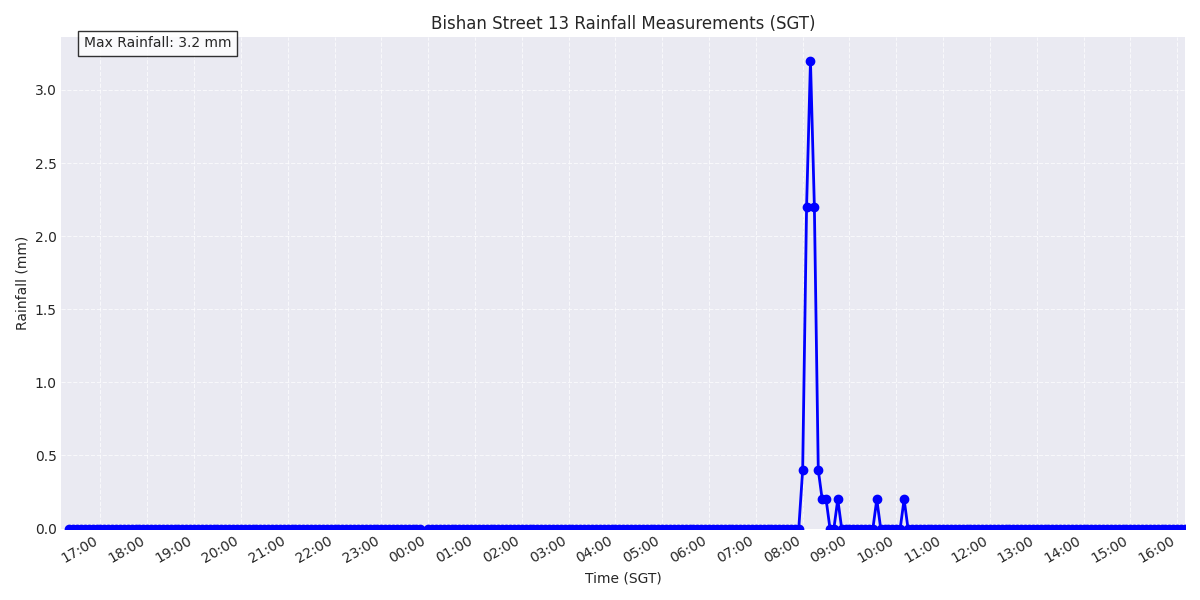 Bishan Street 13 Rainfall Measurements (SGT)
Max Rainfall: 3.2 mm
Rainfall (mm)
3.0
2.5
2.0
1.5
1.0
0.5
0.0
17:00 18:00 19:00 20:00 21:00 22:00 23:00 00:00 01:00 02:00 03:00 04:00 05:00 06:00 07:00 08:00 09:00 10:00 11:00 12:00 13:00 14:00 15:00 16:00
Time (SGT)